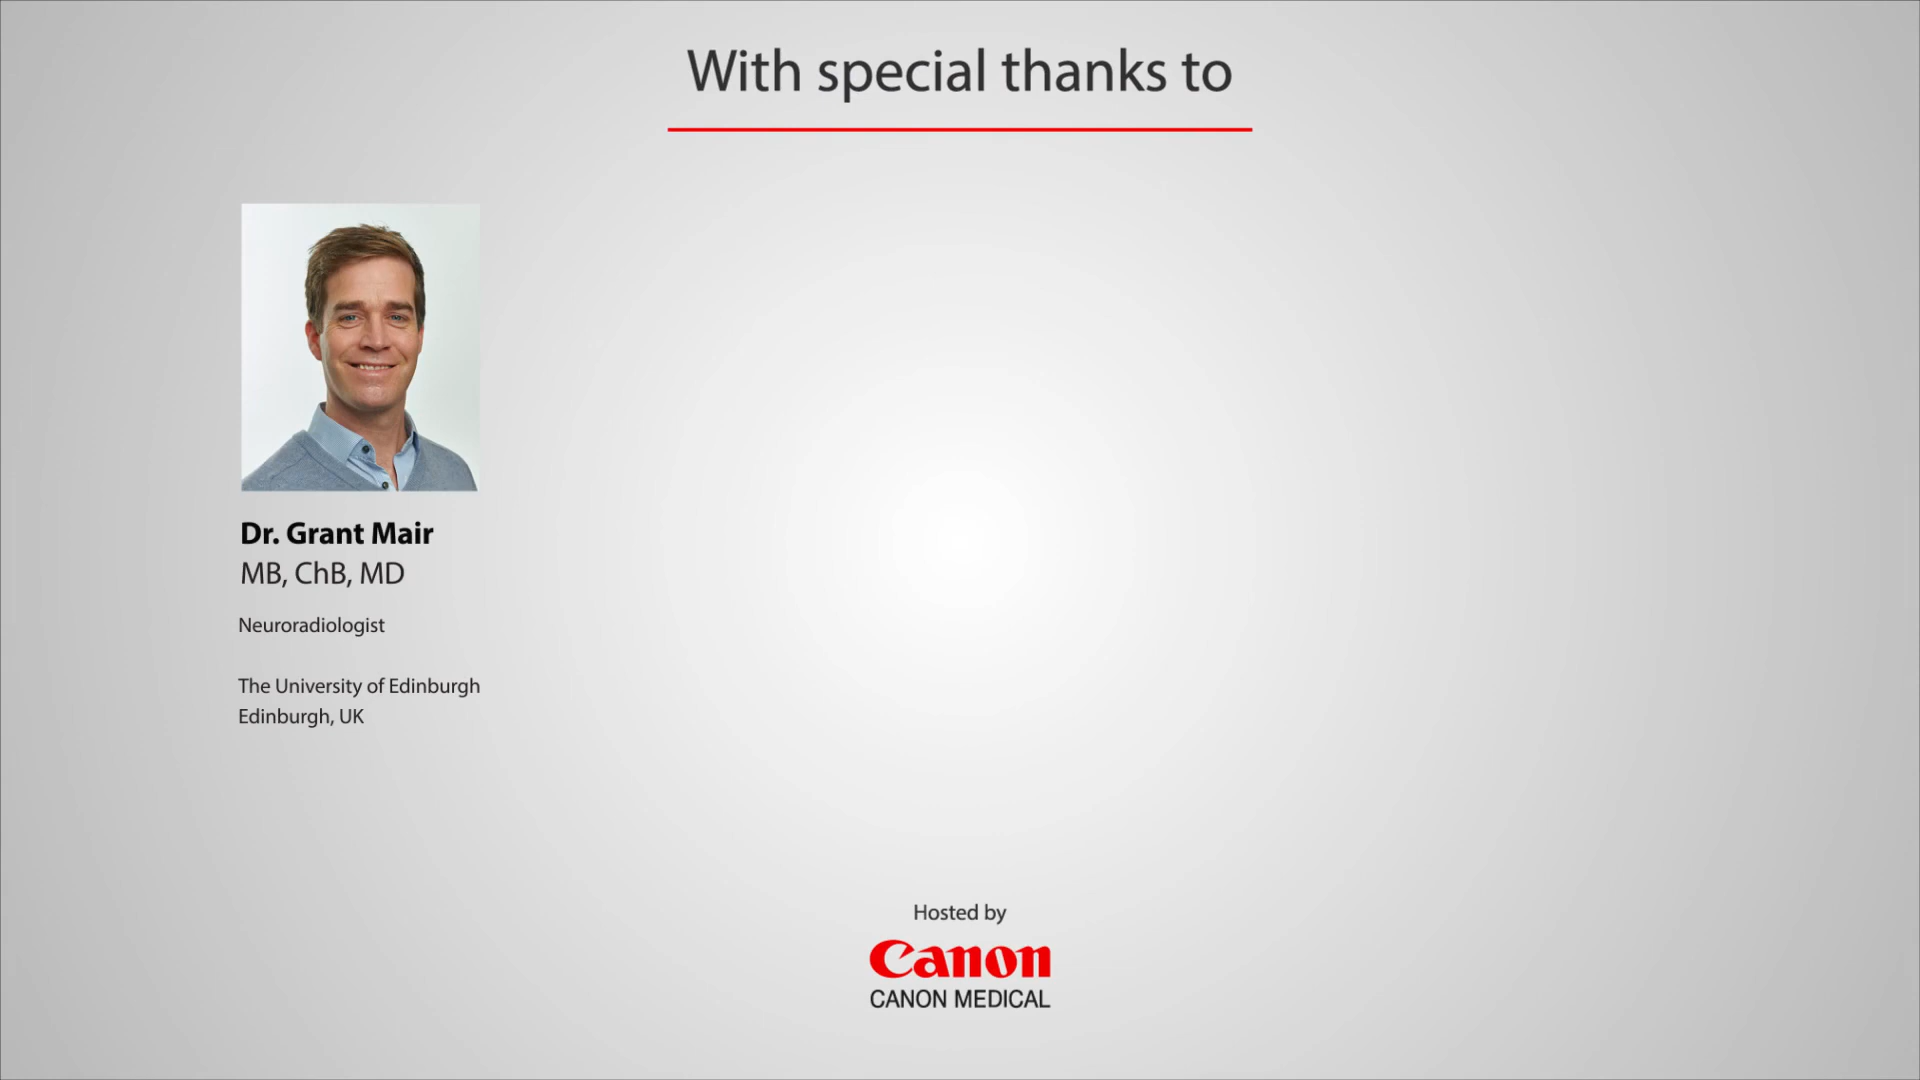 With special thanks to
Dr. Grant Mair
MB, ChB, MD
Neuroradiologist
The University of Edinburgh
Edinburgh, UK
Hosted by
Canon
CANON MEDICAL